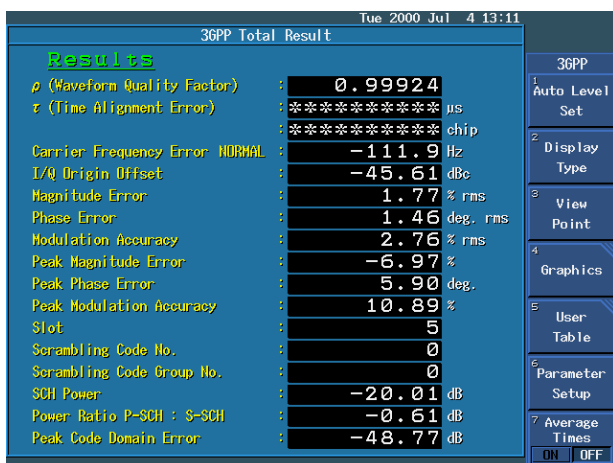 Tue 2000 Jul 4 13:11
3GPP Total Result
Results
ρ (Waveform Quality Factor) : 0.99924
τ (Time Alignment Error) : ********** µs
: ********** chip
Carrier Frequency Error NORMAL : -111.9 Hz
I/Q Origin Offset : -45.61 dBc
Magnitude Error : 1.77 % rms
Phase Error : 1.46 deg. rms
Modulation Accuracy : 2.76 % rms
Peak Magnitude Error : -6.97 %
Peak Phase Error : 5.90 deg.
Peak Modulation Accuracy : 10.89 %
Slot : 5
Scrambling Code No. : 0
Scrambling Code Group No. : 0
SCH Power : -20.01 dB
Power Ratio P-SCH : S-SCH : -0.61 dB
Peak Code Domain Error : -48.77 dB
3GPP
1 Auto Level
Set
2 Display
Type
3 View
Point
4 Graphics
5 User
Table
6 Parameter
Setup
7 Average
Times
ON OFF